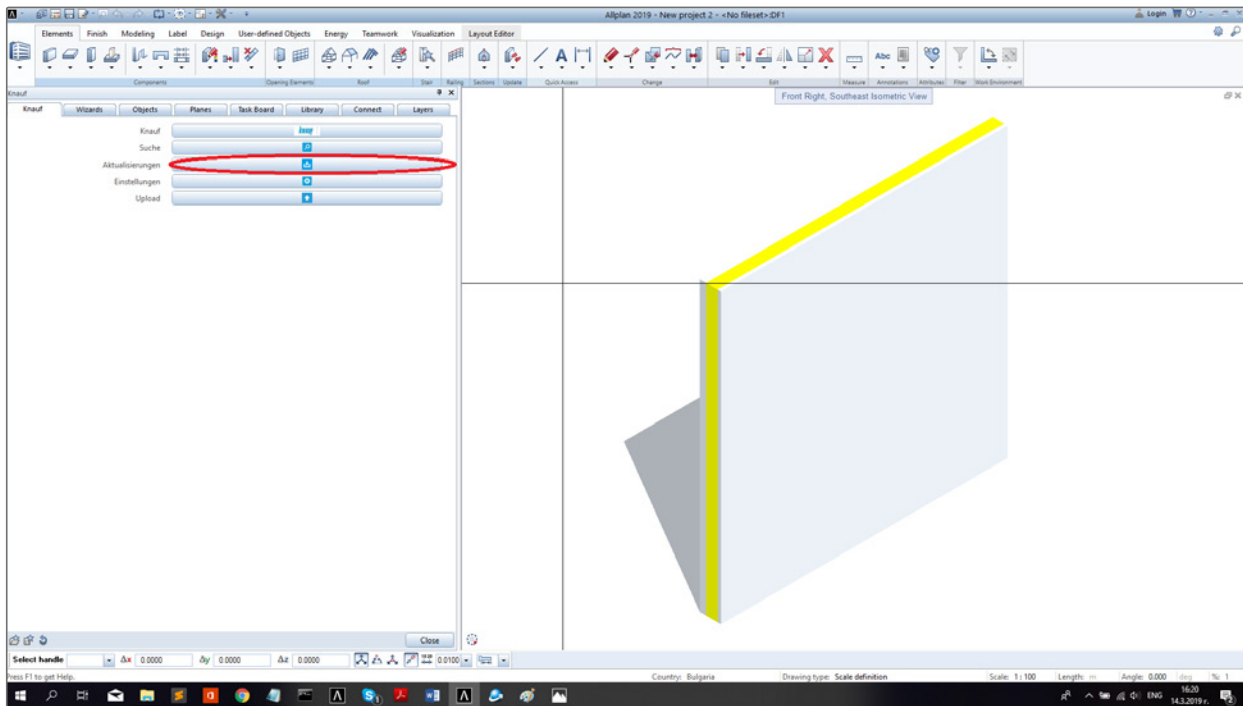 Allplan 2019 - New project 2 - <No fileset>:DF1
Login
Elements Finish Modeling Label Design User-defined Objects Energy Teamwork Visualization Layout Editor
Abc
Components Opening Elements Roof Stair Railing Sections Update Quick Access Change Edit Measure Annotations Attributes Filter Work Environment
Knauf
Knauf Wizards Objects Planes Task Board Library Connect Layers
Front Right, Southeast Isometric View
Knauf
Suche
Aktualisierungen
Einstellungen
Upload
Close
Select handle Δx 0.0000 Δy 0.0000 Δz 0.0000 0.0100
Press F1 to get Help. Country: Bulgaria Drawing type: Scale definition Scale: 1 : 100 Length: m Angle: 0.000 deg %: 1
ENG
16:20
14.3.2019 г.